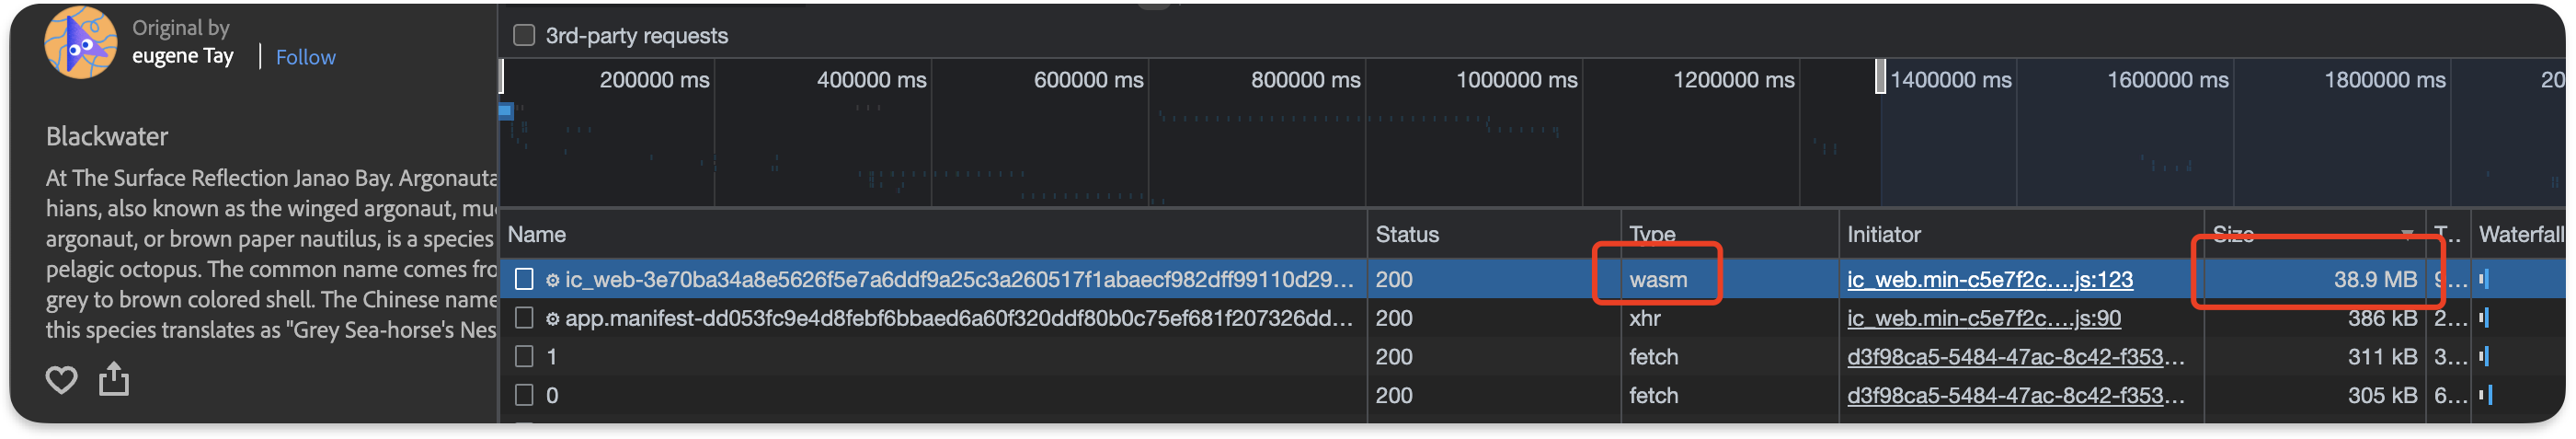 Original by
eugene Tay | Follow
Blackwater
At The Surface Reflection Janao Bay. Argonauta
hians, also known as the winged argonaut, mu
argonaut, or brown paper nautilus, is a species
pelagic octopus. The common name comes fro
grey to brown colored shell. The Chinese name
this species translates as "Grey Sea-horse's Nes
3rd-party requests
200000 ms 400000 ms 600000 ms 800000 ms 1000000 ms 1200000 ms 1400000 ms 1600000 ms 1800000 ms 20
Name Status Type Initiator Size T.. Waterfall
ic_web-3e70ba34a8e5626f5e7a6ddf9a25c3a260517f1abaecf982dff99110d29... 200 wasm ic_web.min-c5e7f2c....js:123 38.9 MB 9...
app.manifest-dd053fc9e4d8febf6bbaed6a60f320ddf80b0c75ef681f207326dd... 200 xhr ic_web.min-c5e7f2c....js:90 386 kB 2...
1 200 fetch d3f98ca5-5484-47ac-8c42-f353... 311 kB 3...
0 200 fetch d3f98ca5-5484-47ac-8c42-f353... 305 kB 6...